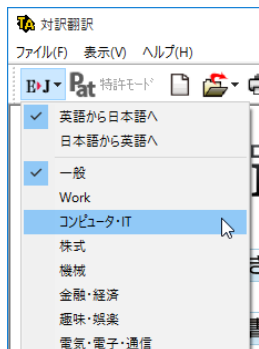 対訳翻訳
ファイル(F) 表示(V) ヘルプ(H)
E▸J Pat 特許モード
英語から日本語へ
日本語から英語へ
一般
Work
コンピュータ・IT
株式
機械
金融・経済
趣味・娯楽
電気・電子・通信